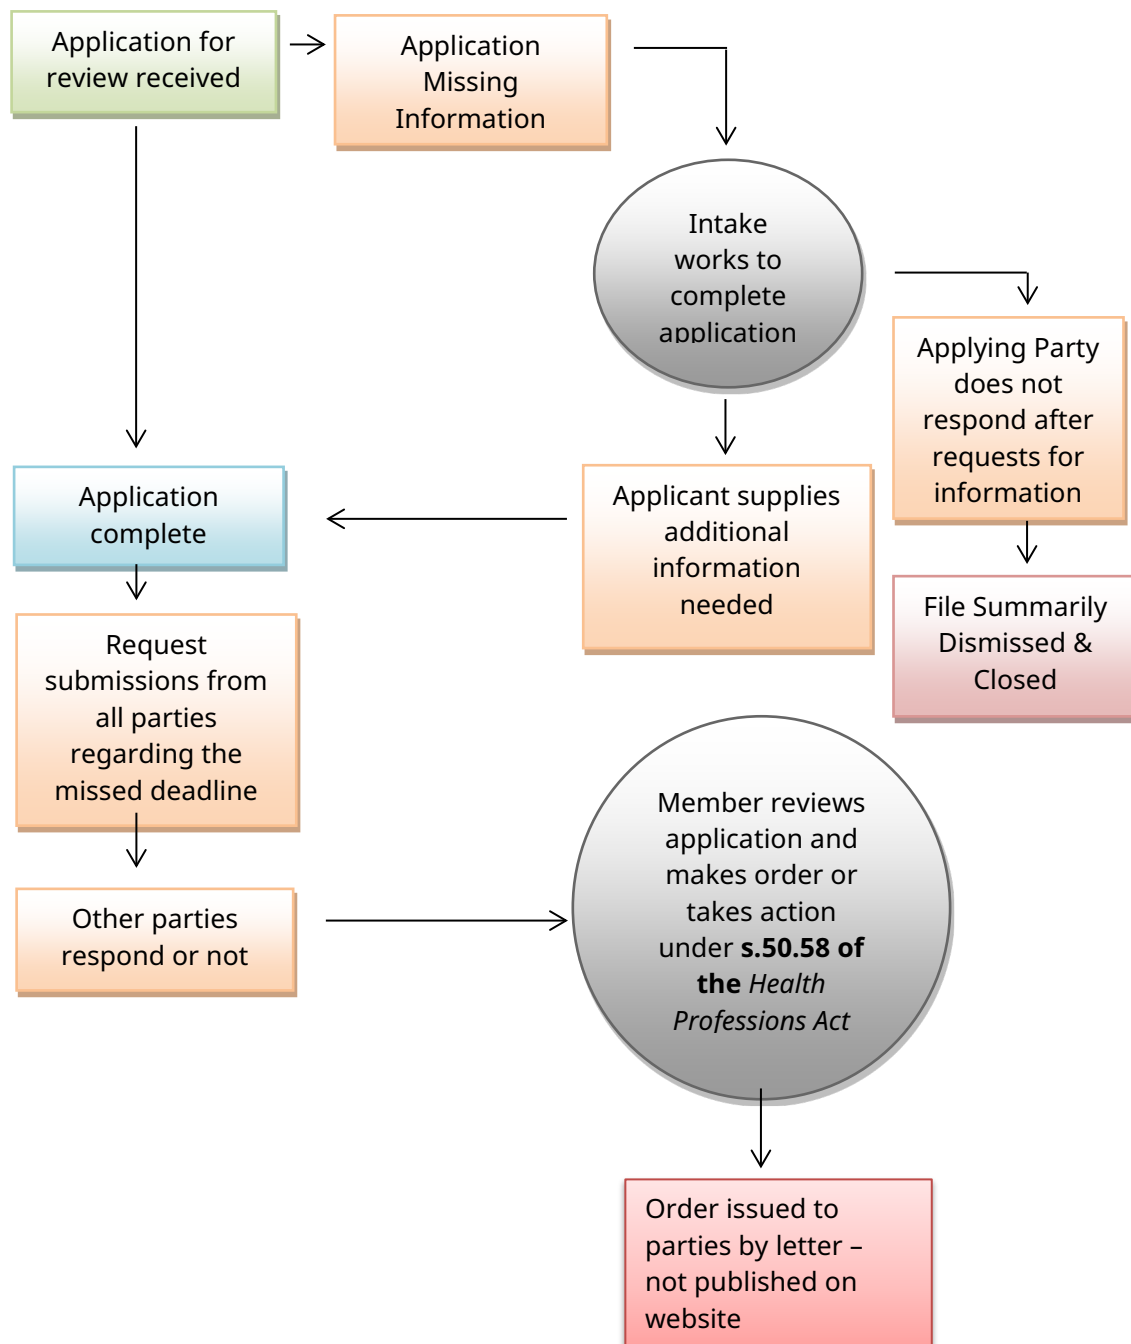 Application for
review received
Application
Missing
Information
Intake
works to
complete
application
Applying Party
does not
respond after
requests for
information
Application
complete
Applicant supplies
additional
information
needed
File Summarily
Dismissed &
Closed
Request
submissions from
all parties
regarding the
missed deadline
Member reviews
application and
makes order or
takes action
under s.50.58 of
the Health
Professions Act
Other parties
respond or not
Order issued to
parties by letter –
not published on
website